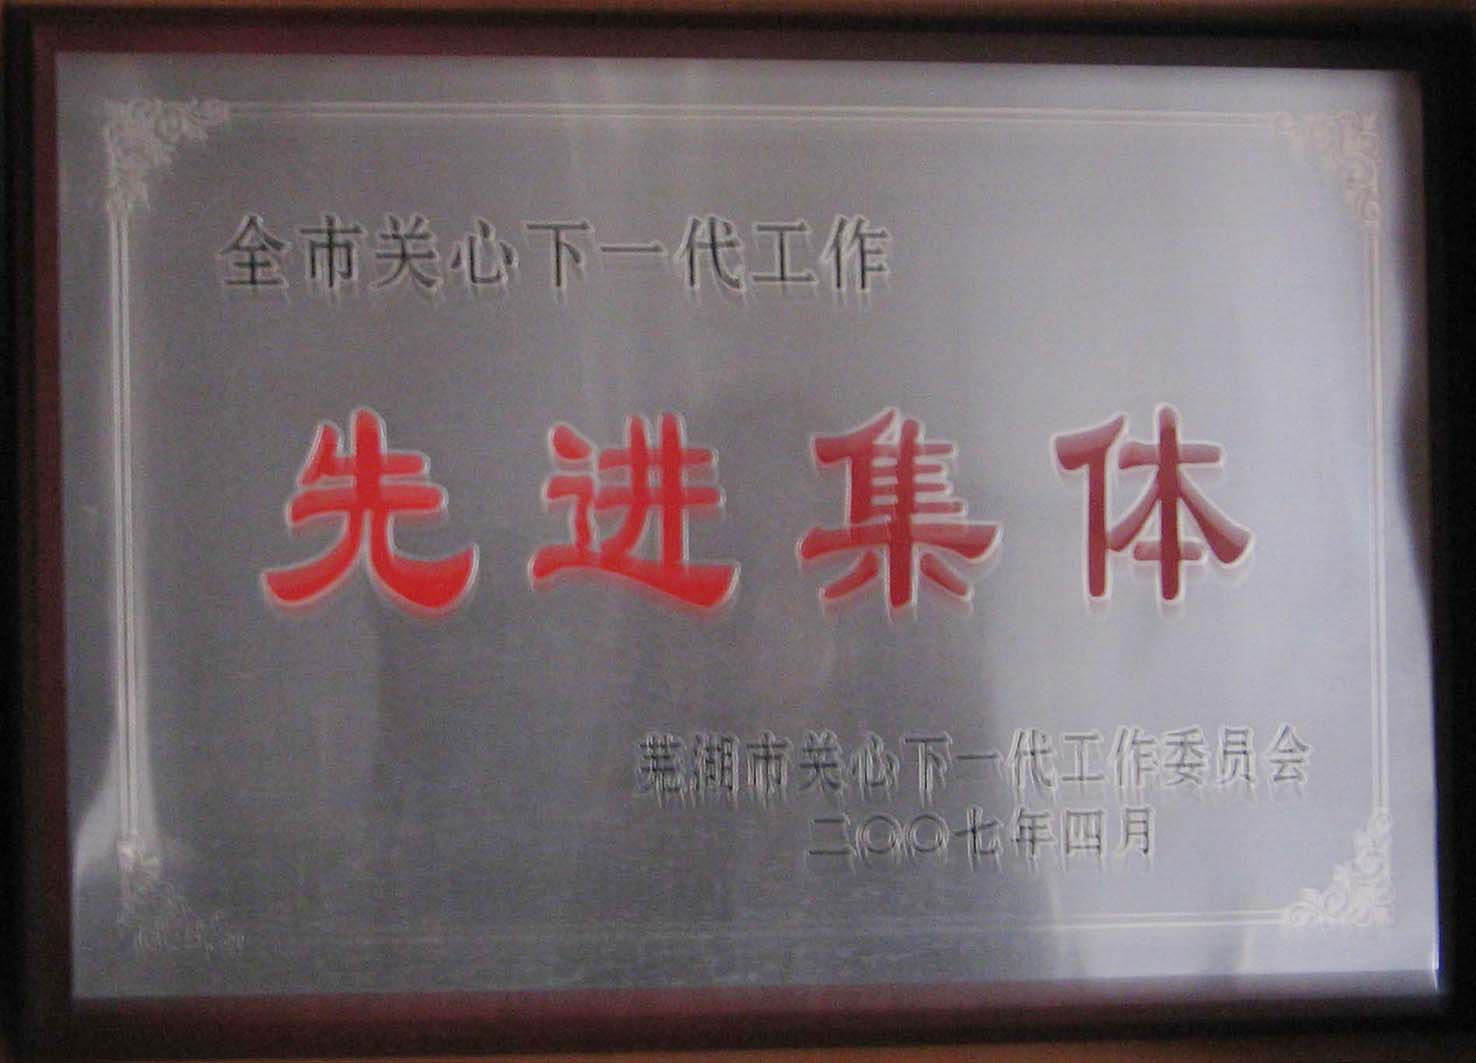 全市关心下一代工作
先进集体
芜湖市关心下一代工作委员会
二〇〇七年四月